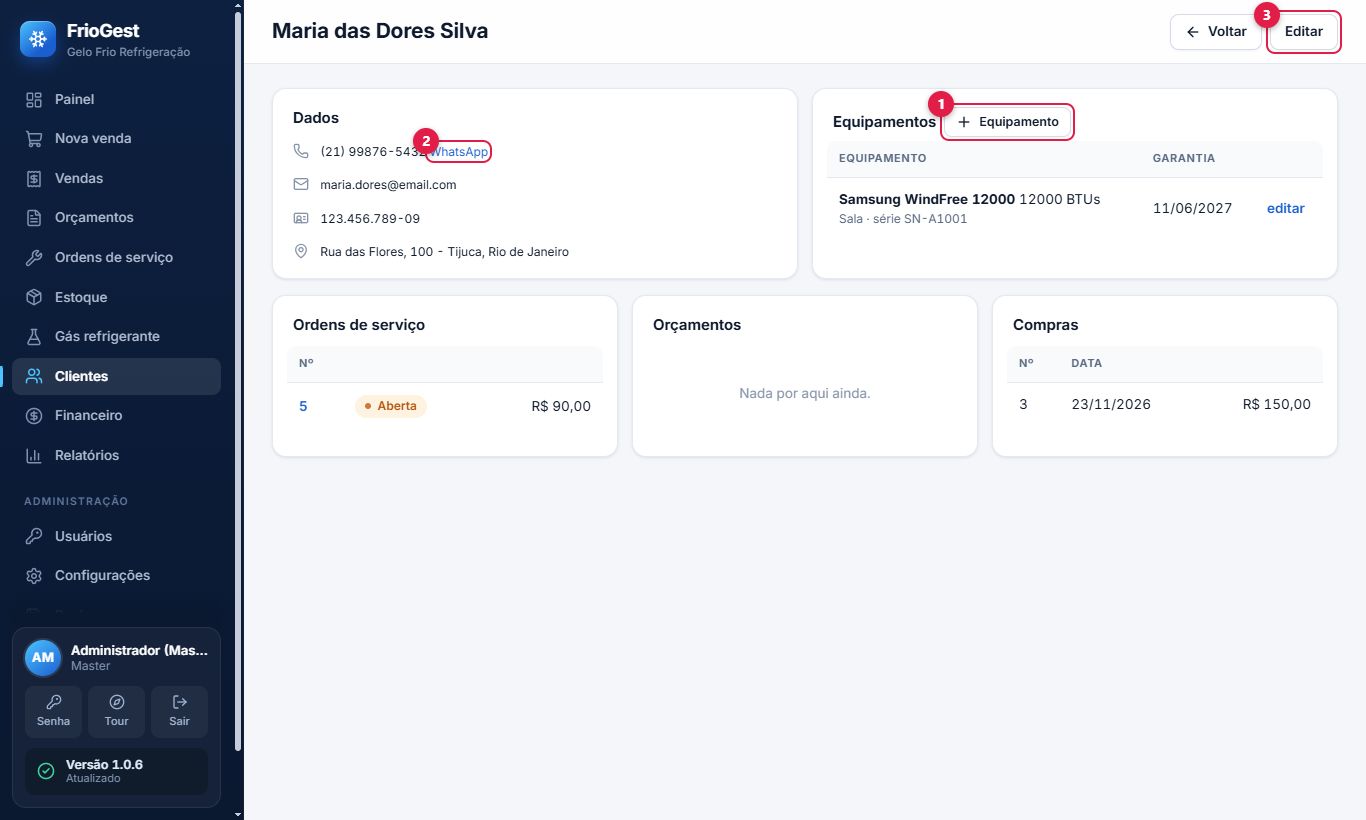 FrioGest
Gelo Frio Refrigeração
Painel
Nova venda
Vendas
Orçamentos
Ordens de serviço
Estoque
Gás refrigerante
Clientes
Financeiro
Relatórios
ADMINISTRAÇÃO
Usuários
Configurações
AM
Administrador (Mas...
Master
Senha Tour Sair
Versão 1.0.6
Atualizado
Maria das Dores Silva
Voltar
3
Editar
Dados
2
(21) 99876-5432 WhatsApp
maria.dores@email.com
123.456.789-09
Rua das Flores, 100 - Tijuca, Rio de Janeiro
1
Equipamentos + Equipamento
EQUIPAMENTO GARANTIA
Samsung WindFree 12000 12000 BTUs
Sala · série SN-A1001
11/06/2027 editar
Ordens de serviço
Nº
5 Aberta R$ 90,00
Orçamentos
Nada por aqui ainda.
Compras
Nº DATA
3 23/11/2026 R$ 150,00